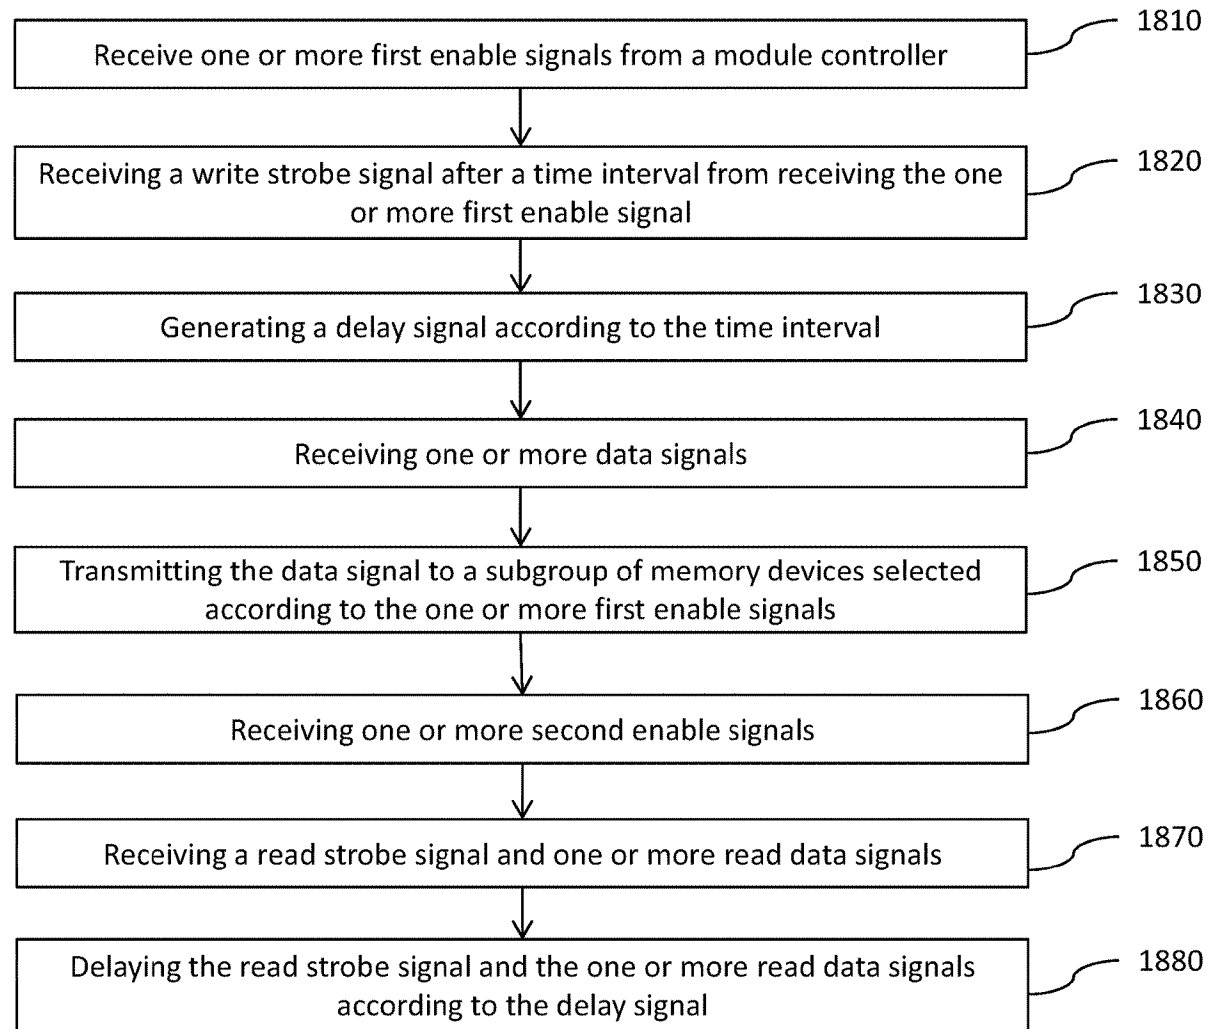 1810
Receive one or more first enable signals from a module controller
1820
Receiving a write strobe signal after a time interval from receiving the one
or more first enable signal
1830
Generating a delay signal according to the time interval
1840
Receiving one or more data signals
1850
Transmitting the data signal to a subgroup of memory devices selected
according to the one or more first enable signals
1860
Receiving one or more second enable signals
1870
Receiving a read strobe signal and one or more read data signals
1880
Delaying the read strobe signal and the one or more read data signals
according to the delay signal